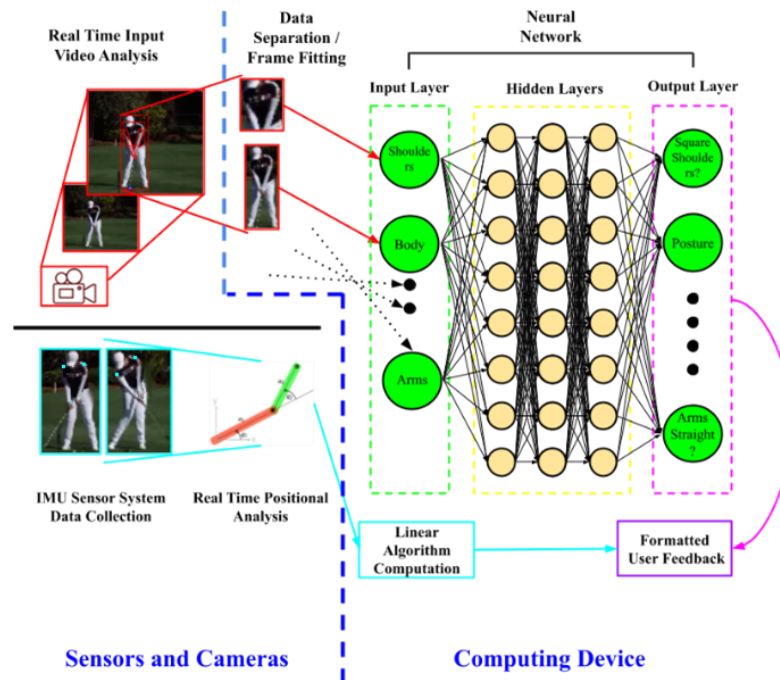 Real Time Input
Video Analysis
Data
Separation /
Frame Fitting
Neural
Network
Input Layer
Hidden Layers
Output Layer
Shoulde
rs
Body
Arms
Square
Shoulde
rs?
Posture
Arms
Straight
?
IMU Sensor System
Data Collection
Real Time Positional
Analysis
Linear
Algorithm
Computation
Formatted
User Feedback
Sensors and Cameras
Computing Device